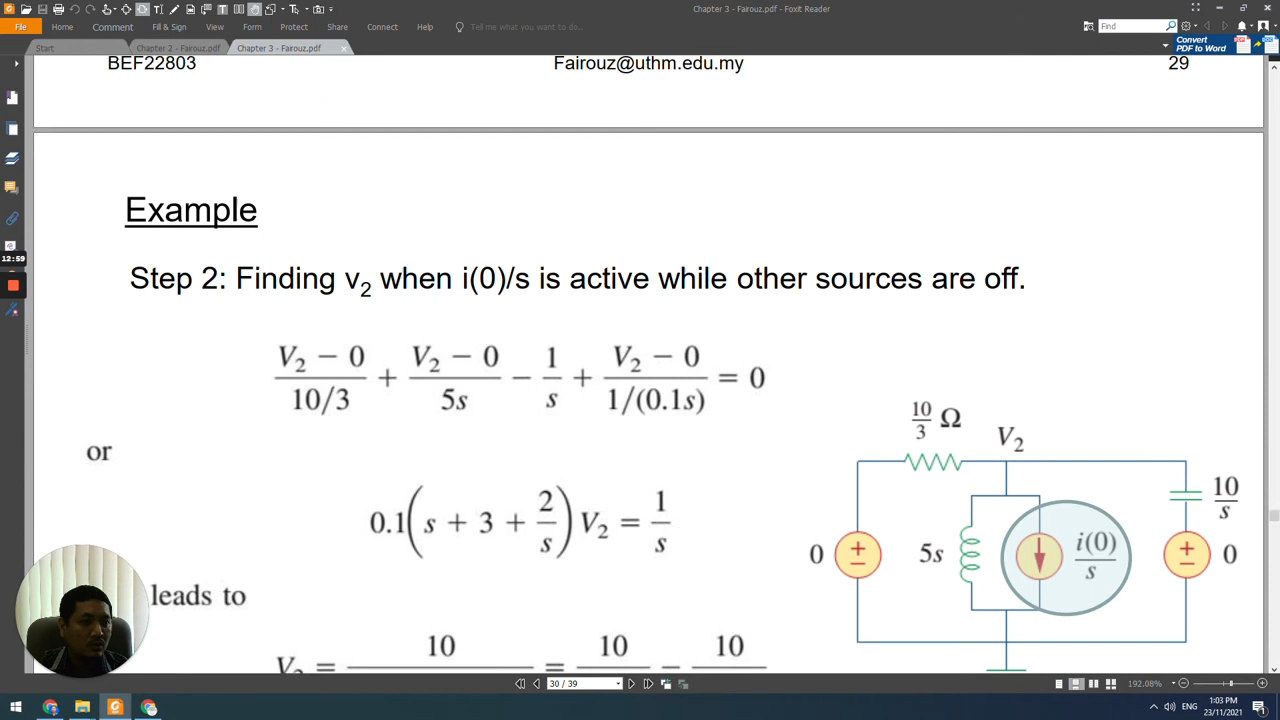 Chapter 3 - Fairouz.pdf - Foxit Reader
File Home Comment Fill & Sign View Form Protect Share Connect Help Tell me what you want to do... Find
Start Chapter 2 - Fairouz.pdf Chapter 3 - Fairouz.pdf Convert
PDF to Word
BEF22803 Fairouz@uthm.edu.my 29
Example
12:59
Step 2: Finding v₂ when i(0)/s is active while other sources are off.
(V₂ − 0)/(10/3) + (V₂ − 0)/(5s) − 1/s + (V₂ − 0)/(1/(0.1s)) = 0
10/3 Ω
V₂
or
10/s
0.1(s + 3 + 2/s) V₂ = 1/s
0 + − 5s i(0)/s + − 0
leads to
V₂ = 10 = 10 − 10
30 / 39 192.08%
ENG 1:03 PM
23/11/2021